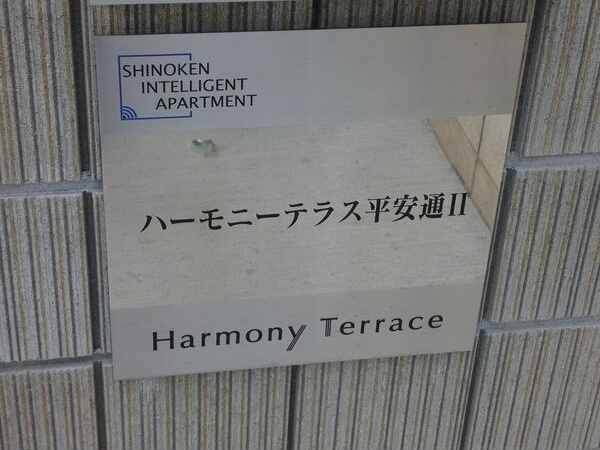 SHINOKEN
INTELLIGENT
APARTMENT
ハーモニーテラス平安通II
Harmony Terrace